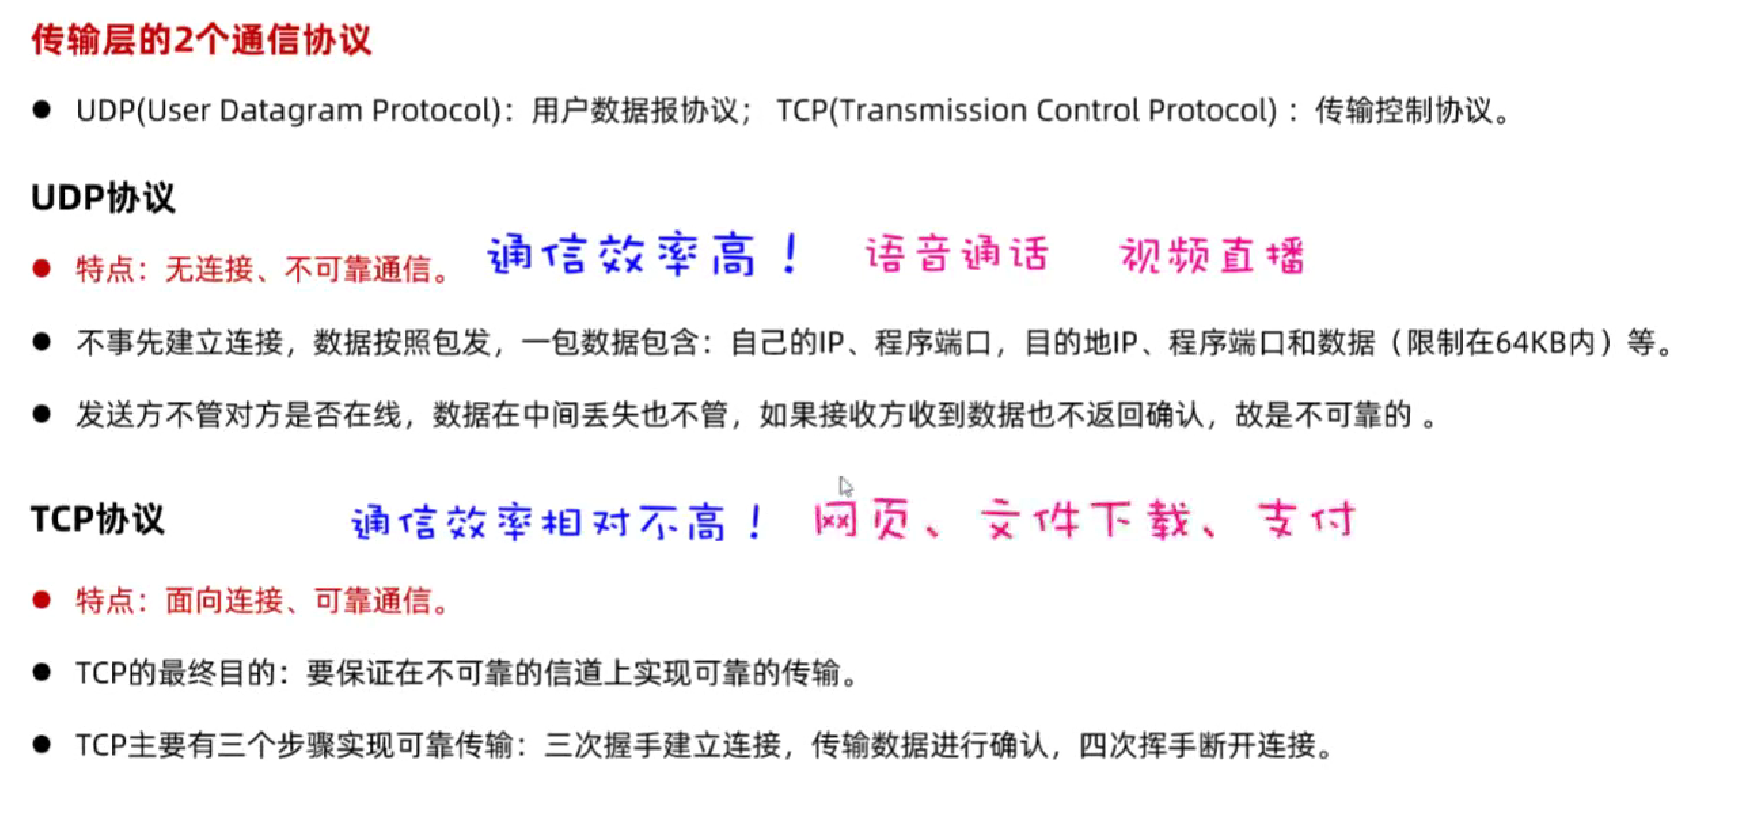 传输层的2个通信协议
● UDP(User Datagram Protocol)：用户数据报协议； TCP(Transmission Control Protocol) ：传输控制协议。
UDP协议
● 特点：无连接、不可靠通信。 通信效率高！ 语音通话 视频直播
● 不事先建立连接，数据按照包发，一包数据包含：自己的IP、程序端口，目的地IP、程序端口和数据（限制在64KB内）等。
● 发送方不管对方是否在线，数据在中间丢失也不管，如果接收方收到数据也不返回确认，故是不可靠的 。
TCP协议 通信效率相对不高！ 网页、文件下载、支付
● 特点：面向连接、可靠通信。
● TCP的最终目的：要保证在不可靠的信道上实现可靠的传输。
● TCP主要有三个步骤实现可靠传输：三次握手建立连接，传输数据进行确认，四次挥手断开连接。